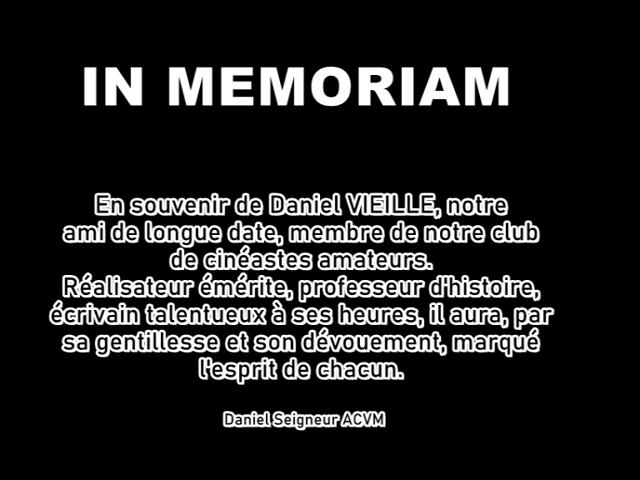 IN MEMORIAM
En souvenir de Daniel VIEILLE, notre
ami de longue date, membre de notre club
de cinéastes amateurs.
Réalisateur émérite, professeur d'histoire,
écrivain talentueux à ses heures, il aura, par
sa gentillesse et son dévouement, marqué
l'esprit de chacun.
Daniel Seigneur ACVM